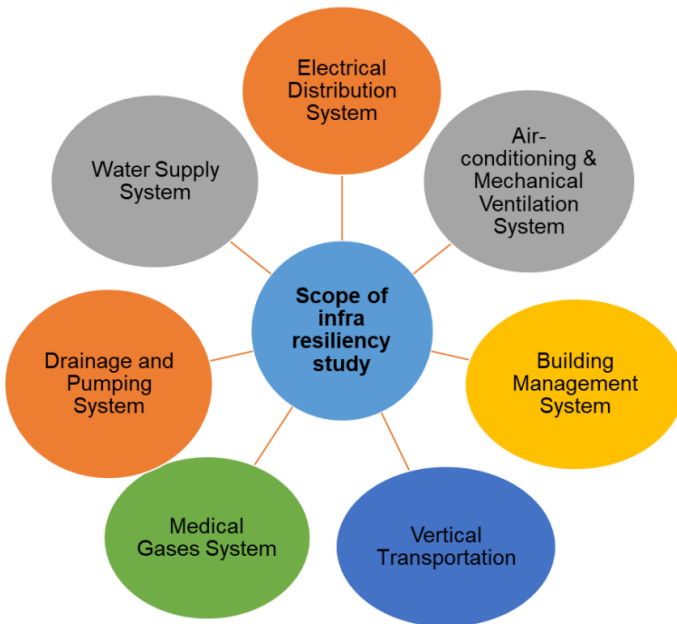 Electrical
Distribution
System
Air-
conditioning &
Mechanical
Ventilation
System
Water Supply
System
Scope of
infra
resiliency
study
Building
Management
System
Drainage and
Pumping
System
Medical
Gases System
Vertical
Transportation